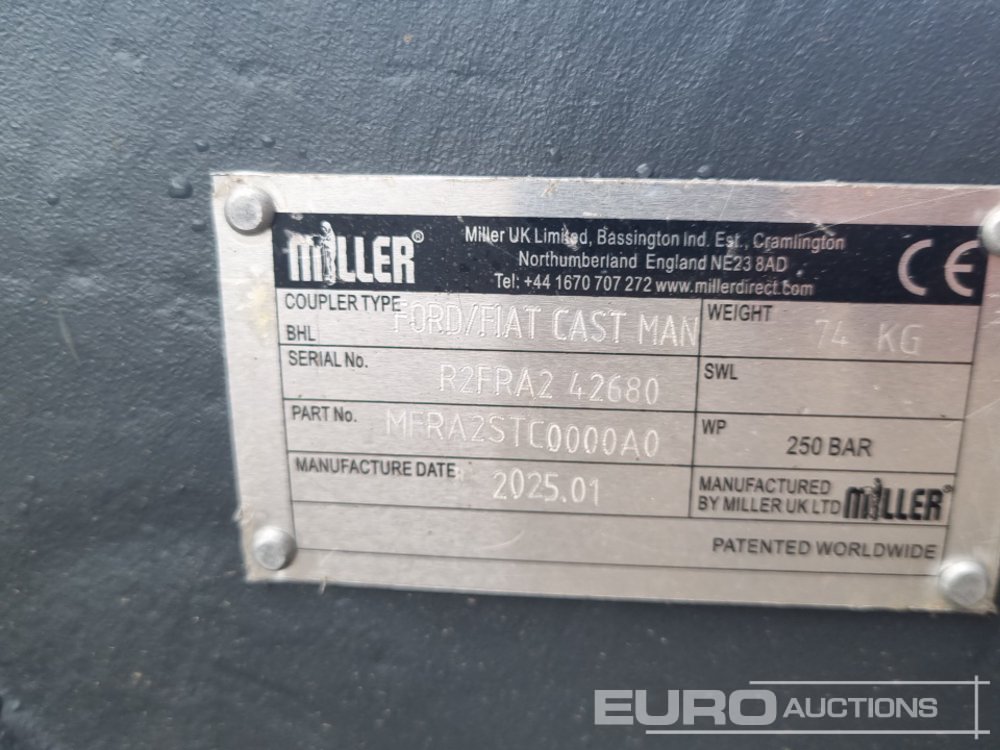 MILLER®
Miller UK Limited, Bassington Ind. Est., Cramlington
Northumberland England NE23 8AD
Tel: +44 1670 707 272 www.millerdirect.com
CE
COUPLER TYPE FORD/FIAT CAST MAN
BHL
WEIGHT 74 KG
SERIAL No. R2FRA2 42680
SWL
PART No. MFRA2STC0000A0
WP 250 BAR
MANUFACTURE DATE 2025.01
MANUFACTURED
BY MILLER UK LTD MILLER®
PATENTED WORLDWIDE
EURO AUCTIONS